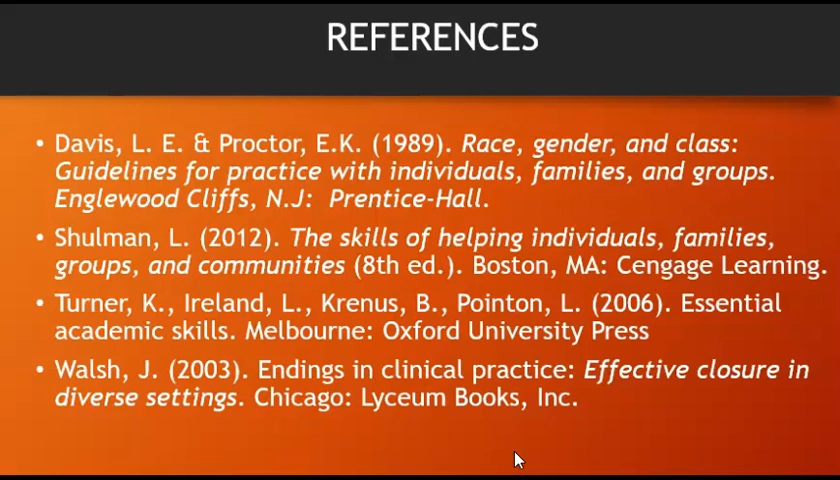 REFERENCES
• Davis, L. E. & Proctor, E.K. (1989). Race, gender, and class:
Guidelines for practice with individuals, families, and groups.
Englewood Cliffs, N.J: Prentice-Hall.
• Shulman, L. (2012). The skills of helping individuals, families,
groups, and communities (8th ed.). Boston, MA: Cengage Learning.
• Turner, K., Ireland, L., Krenus, B., Pointon, L. (2006). Essential
academic skills. Melbourne: Oxford University Press
• Walsh, J. (2003). Endings in clinical practice: Effective closure in
diverse settings. Chicago: Lyceum Books, Inc.